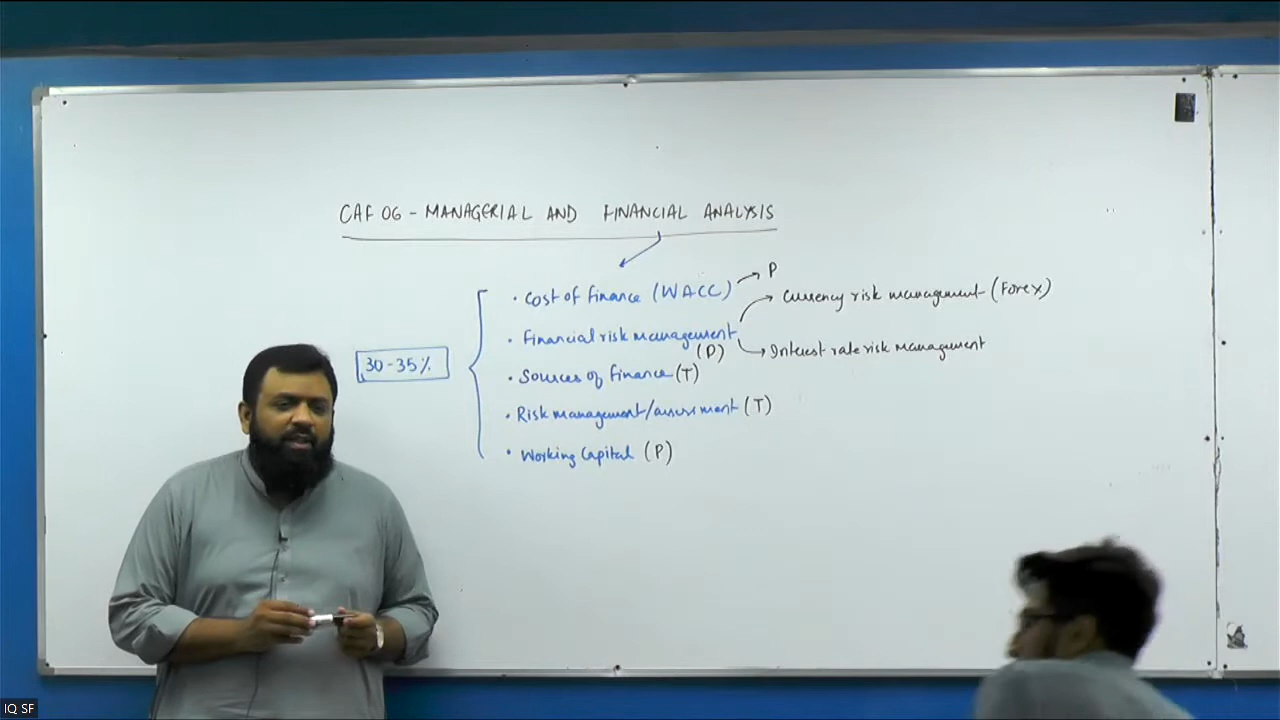 CAF 06 - MANAGERIAL AND FINANCIAL ANALYSIS
30-35%
• Cost of finance (WACC) P
• Financial risk management (P)
Currency risk management (Forex)
Interest rate risk management
• Sources of finance (T)
• Risk management/assessment (T)
• Working Capital (P)
IQ SF